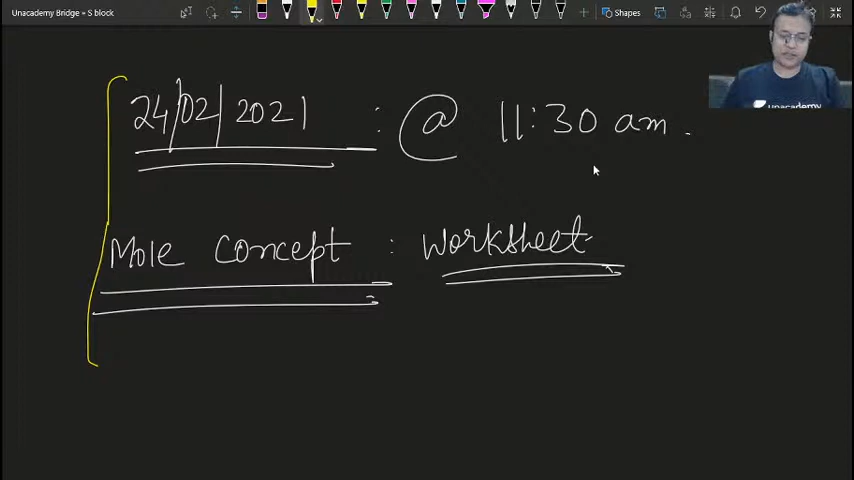 Unacademy Bridge + S block
Shapes
unacademy
24/02/2021 : @ 11:30 am.
Mole Concept : Worksheet